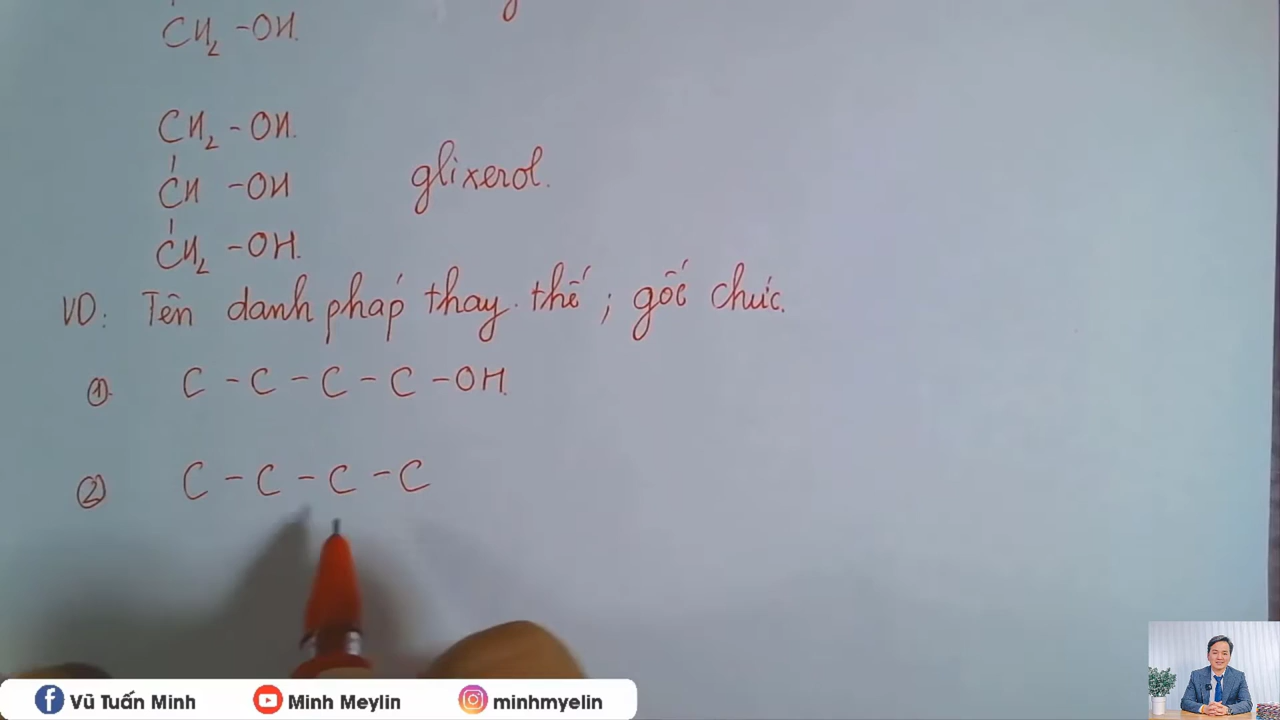 CH₂ -OH.
CH₂ - OH.
CH -OH
CH₂ -OH.
glixerol.
VD: Tên danh pháp thay thế ; gốc chức.
①. C - C - C - C - OH.
② C - C - C - C
Vũ Tuấn Minh
Minh Meylin
minhmyelin